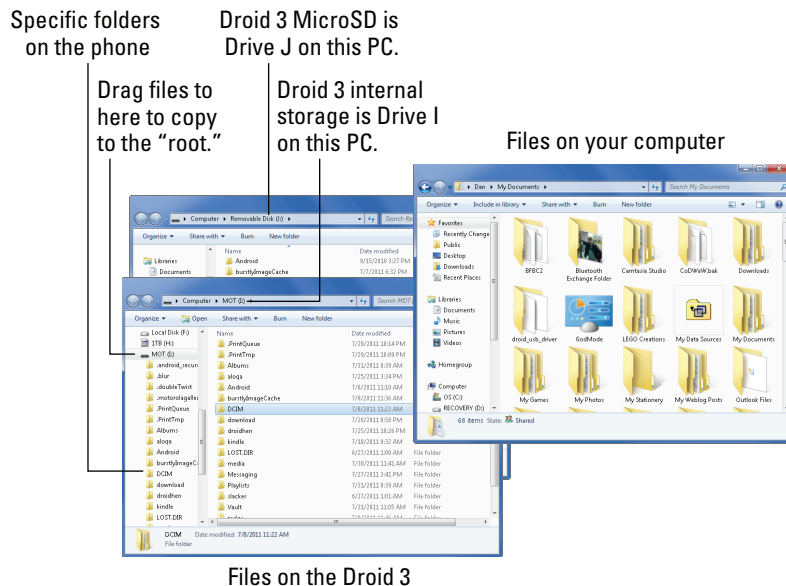 Specific folders
on the phone
Droid 3 MicroSD is
Drive J on this PC.
Drag files to
here to copy
to the “root.”
Droid 3 internal
storage is Drive I
on this PC.
Files on your computer
Computer ▸ Removable Disk (J:) ▸
Organize ▾ Share with ▾ Burn New folder
Name Date modified
Libraries Android 9/15/2010 3:27 PM
Documents burstlyImageCache 7/7/2011 6:32 PM
Computer ▸ MOT (I:) ▸ Search MOT
Organize ▾ Open Share with ▾ Burn New folder
Local Disk (F:) Name Date modified
1TB (H:) .PrintQueue 7/29/2011 10:14 PM
MOT (I:) .PrintTmp 7/29/2011 10:09 PM
.android_secur Albums 7/31/2011 8:39 AM
.blur aloqa 7/25/2011 3:34 PM
.doubleTwist Android 7/8/2011 11:10 AM
.motorolagaller burstlyImageCache 7/8/2011 11:36 AM
.PrintQueue DCIM 7/8/2011 11:22 AM
.PrintTmp download 7/28/2011 8:58 PM
Albums droidhen 7/25/2011 10:26 PM
aloqa kindle 7/10/2011 9:32 AM
Android LOST.DIR 6/27/2011 1:00 AM File folder
burstlyImageC media 7/30/2011 11:41 AM File folder
DCIM Messaging 7/27/2011 3:41 PM File folder
download Playlists 7/31/2011 8:39 AM File folder
droidhen slacker 6/27/2011 1:01 AM File folder
kindle Vault 7/31/2011 11:05 AM File folder
LOST.DIR
DCIM Date modified: 7/8/2011 11:22 AM
File folder
Dan ▸ My Documents ▸ Search My Documents
Organize ▾ Include in library ▾ Share with ▾ Burn New folder
Favorites
Recently Change
Public
Desktop
Downloads
Recent Places
Libraries
Documents
Music
Pictures
Videos
Homegroup
Computer
OS (C:)
RECOVERY (D:)
BFBC2 Bluetooth Exchange Folder Camtasia Studio CoDWaW.bak Downloads
droid_usb_driver GodMode LEGO Creations My Data Sources My Documents
My Games My Photos My Stationery My Weblog Posts Outlook Files
68 items State: Shared
Files on the Droid 3